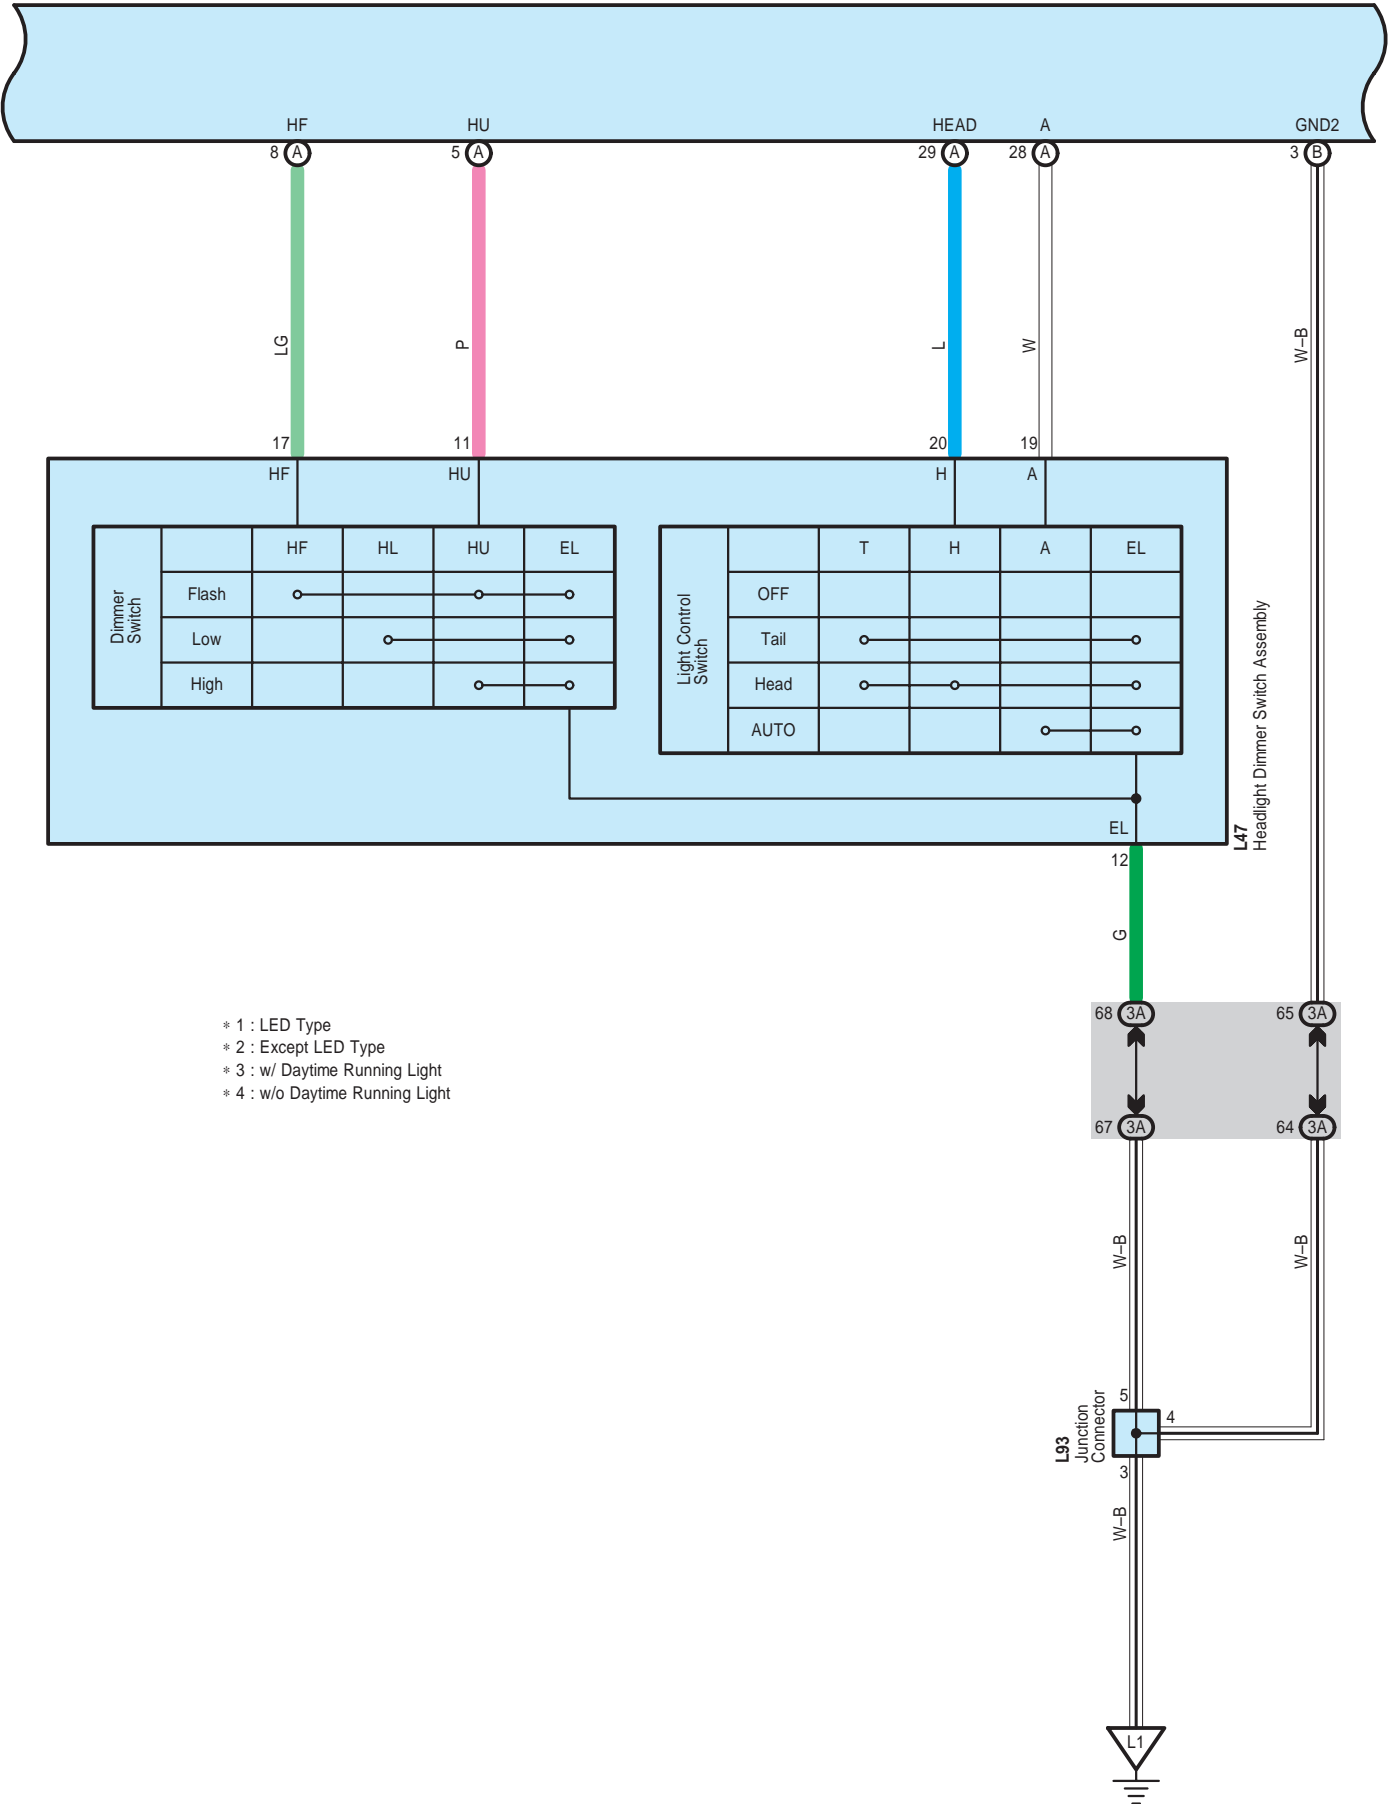 HF HU HEAD A GND2
8 A 5 A 29 A 28 A 3 B
LG P L W W–B
17 11 20 19
HF HU H A
Dimmer
Switch
HF HL HU EL
Flash
Low
High
Light Control
Switch
T H A EL
OFF
Tail
Head
AUTO
EL
L47
Headlight Dimmer Switch Assembly
12
G
* 1 : LED Type
* 2 : Except LED Type
* 3 : w/ Daytime Running Light
* 4 : w/o Daytime Running Light
68 3A 65 3A
67 3A 64 3A
W–B W–B
5
4
L93
Junction
Connector
3
W–B
L1